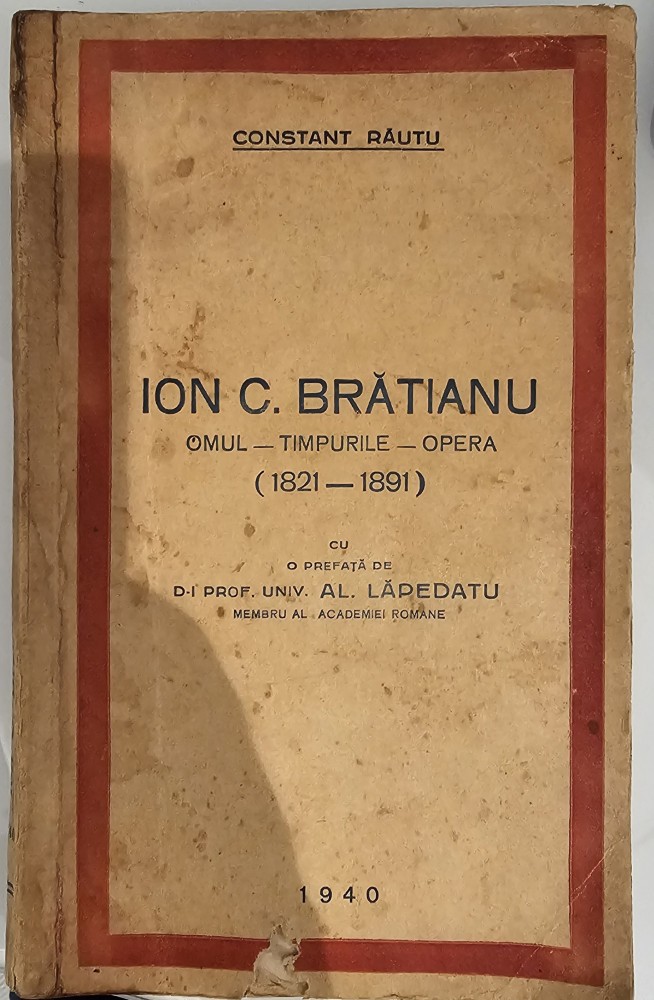 CONSTANT RĂUTU
ION C. BRĂTIANU
OMUL — TIMPURILE — OPERA
(1821 — 1891)
CU
O PREFAȚĂ DE
D-I PROF. UNIV. AL. LĂPEDATU
MEMBRU AL ACADEMIEI ROMANE
1940